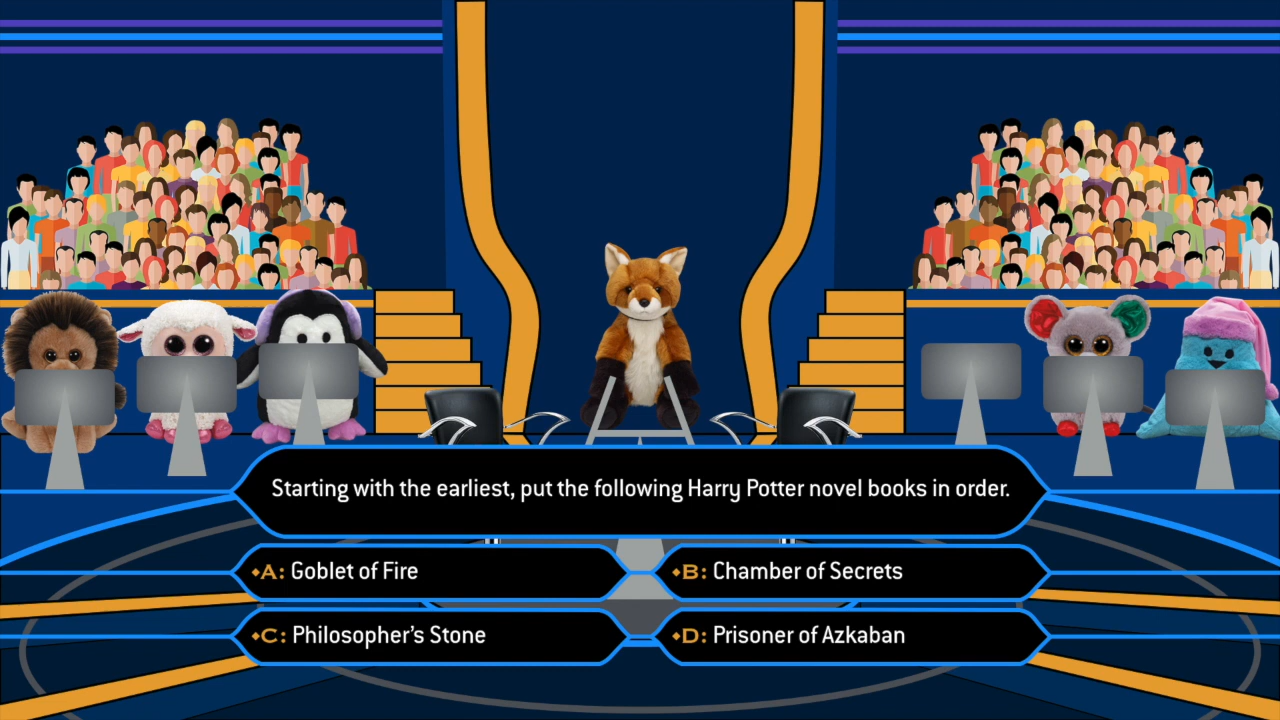 Starting with the earliest, put the following Harry Potter novel books in order.
◆A: Goblet of Fire
◆B: Chamber of Secrets
◆C: Philosopher’s Stone
◆D: Prisoner of Azkaban